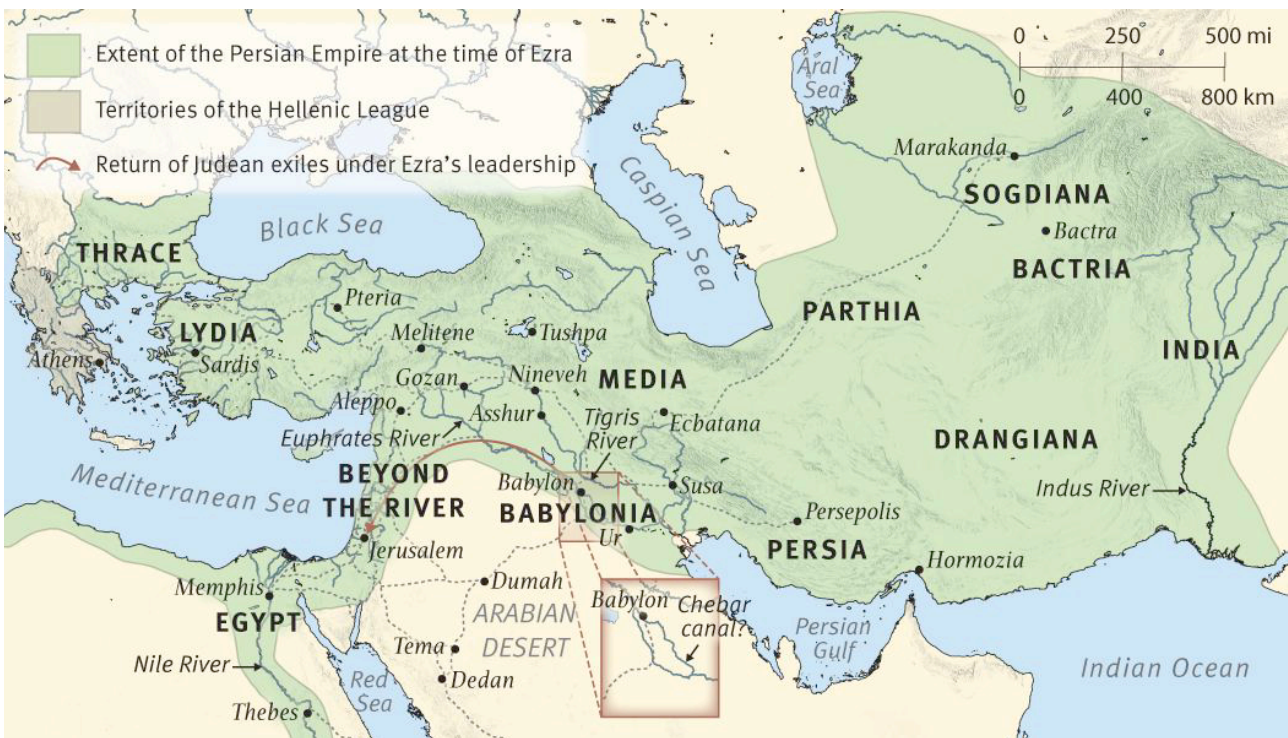 Extent of the Persian Empire at the time of Ezra
Territories of the Hellenic League
Return of Judean exiles under Ezra's leadership
0 250 500 mi
0 400 800 km
Aral
Sea
Marakanda
SOGDIANA
Bactra
BACTRIA
Caspian Sea
Black Sea
THRACE
Pteria
PARTHIA
LYDIA
Melitene
Tushpa
INDIA
Athens
Sardis
Gozan
Nineveh
MEDIA
Aleppo
Asshur
Tigris
River
Ecbatana
Euphrates River
DRANGIANA
Mediterranean Sea
BEYOND
THE RIVER
Babylon
Susa
Indus River
BABYLONIA
Persepolis
Ur
PERSIA
Jerusalem
Hormozia
Memphis
Dumah
EGYPT
ARABIAN
DESERT
Babylon
Chebar
canal?
Persian
Gulf
Tema
Nile River
Dedan
Red
Sea
Indian Ocean
Thebes